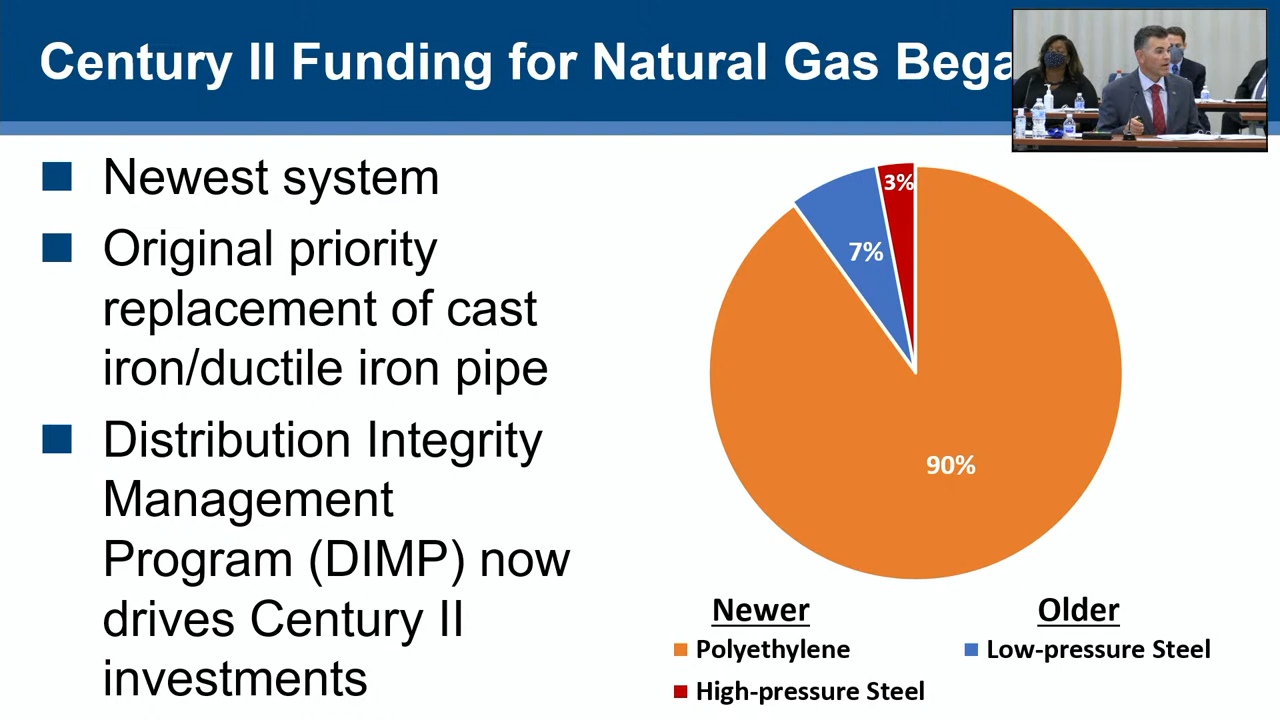 Century II Funding for Natural Gas
Newest system
Original priority
replacement of cast
iron/ductile iron pipe
Distribution Integrity
Management
Program (DIMP) now
drives Century II
investments
3%
7%
90%
Newer
Older
Polyethylene
Low-pressure Steel
High-pressure Steel